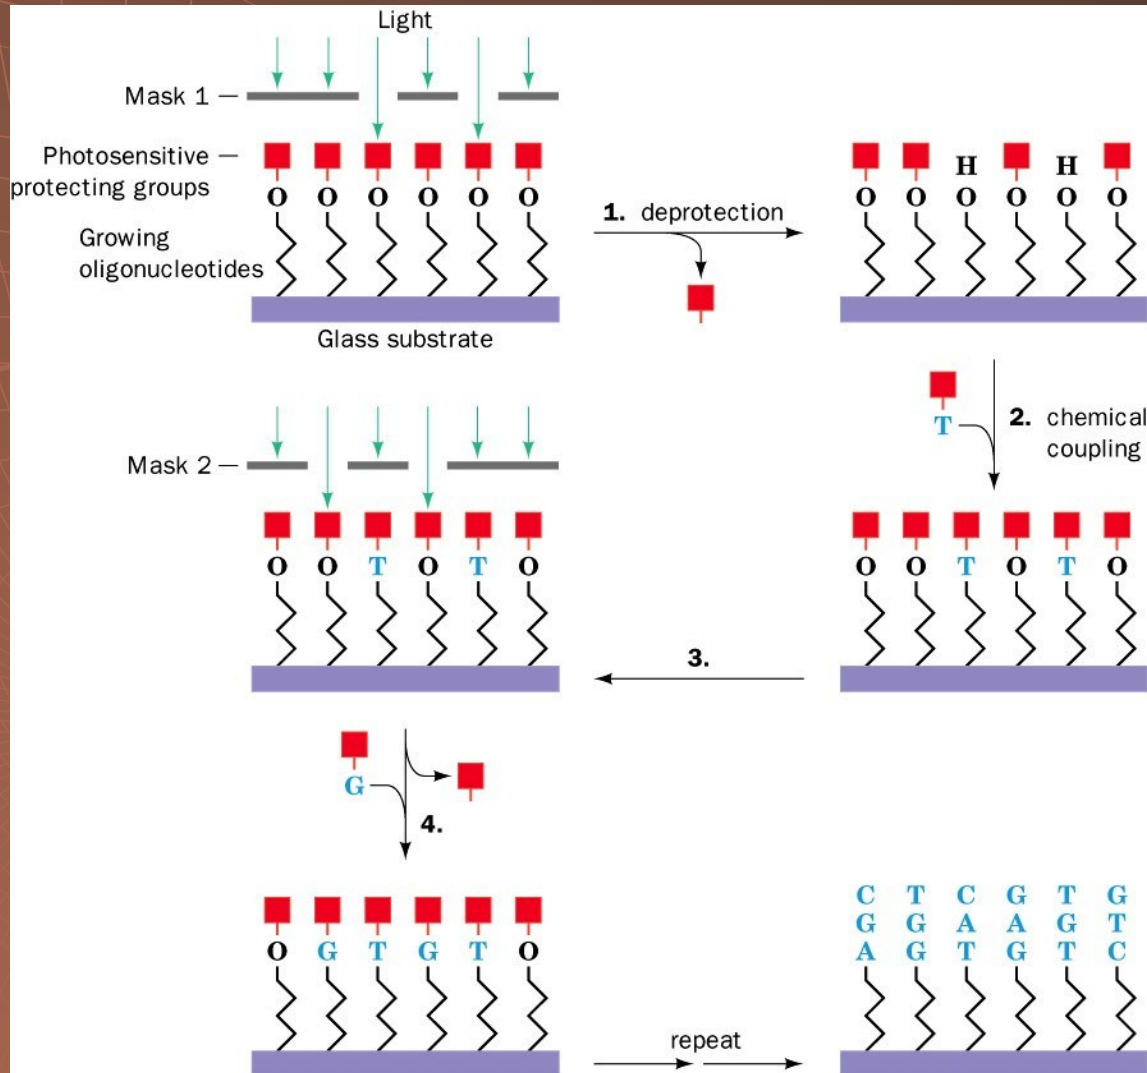 Light
Mask 1
Photosensitive
protecting groups
O O O O O O
Growing
oligonucleotides
Glass substrate
1. deprotection
H H
O O O O O O
T
2. chemical
coupling
O O T O T O
3.
Mask 2
O O T O T O
G
4.
O G T G T O
repeat
C T C G T G
G G A A G T
A G T G T C